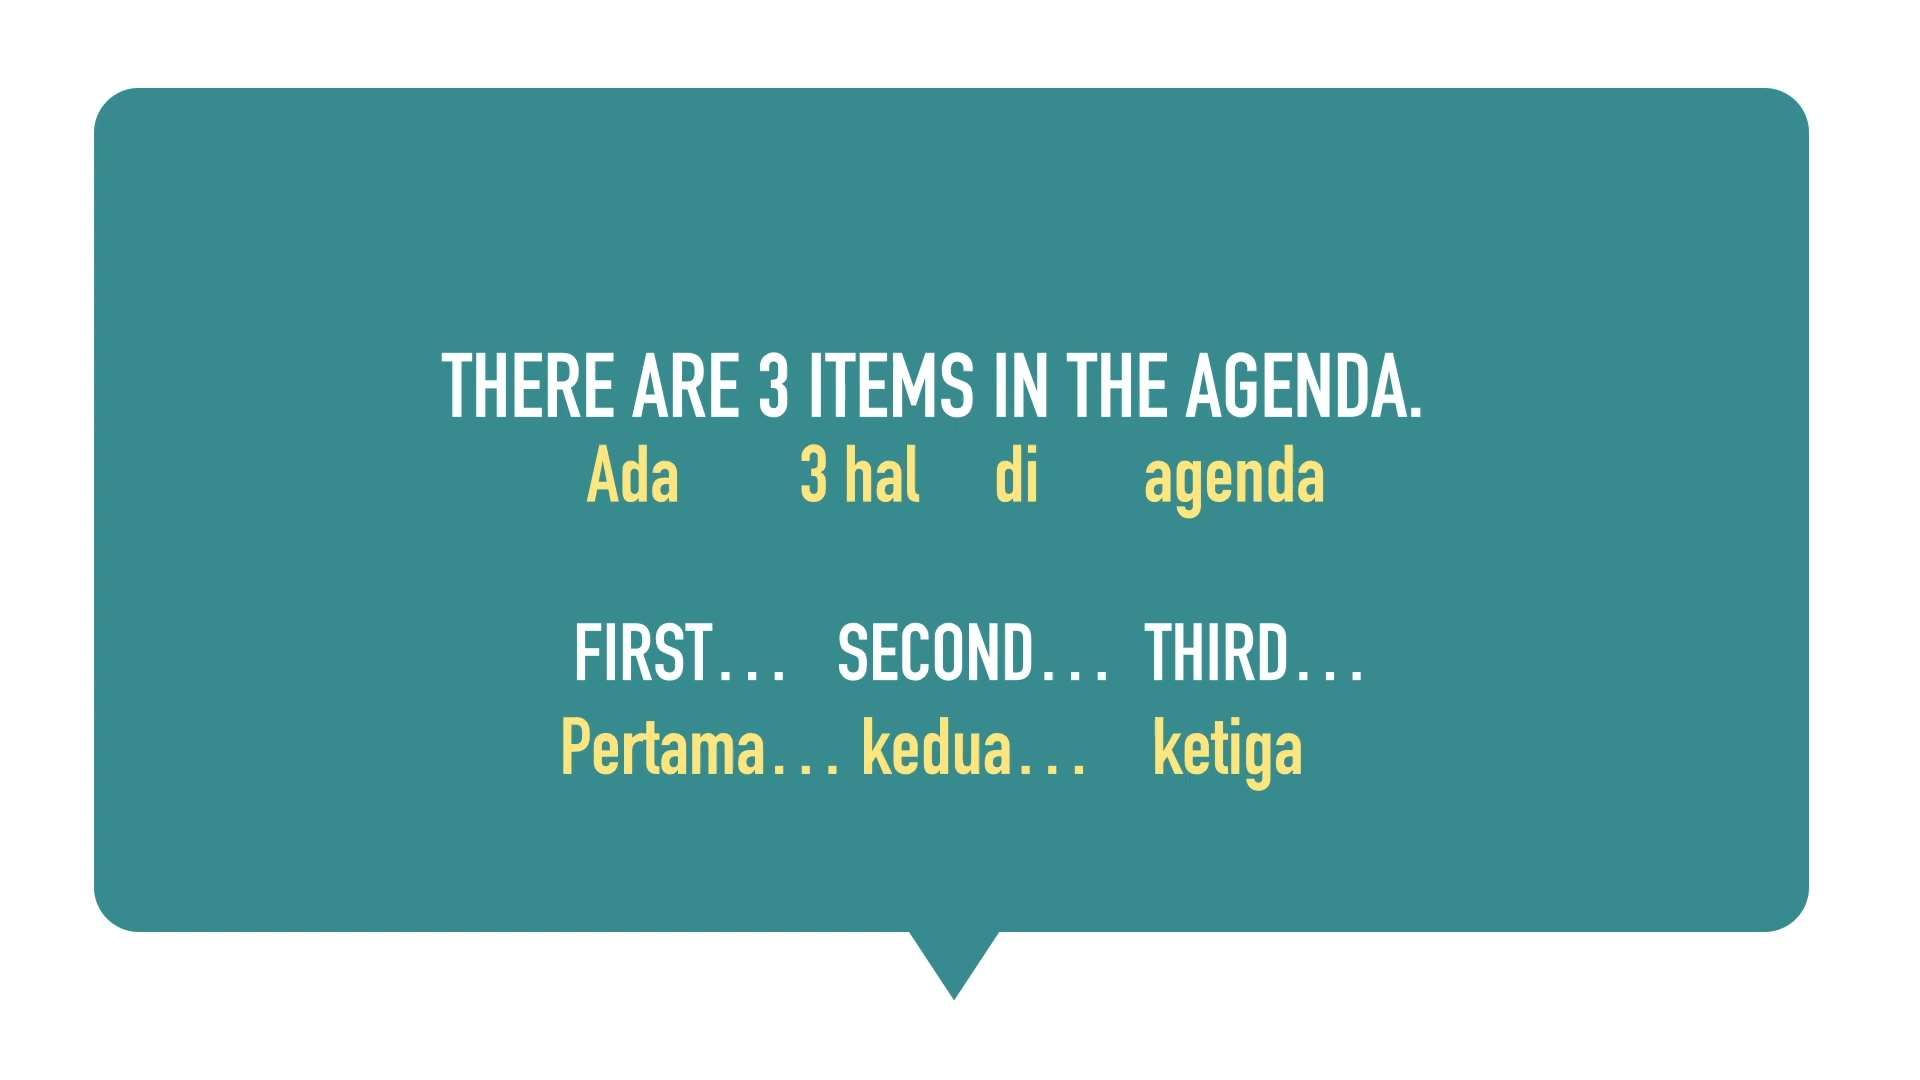 THERE ARE 3 ITEMS IN THE AGENDA.
Ada 3 hal di agenda
FIRST... SECOND... THIRD...
Pertama... kedua... ketiga